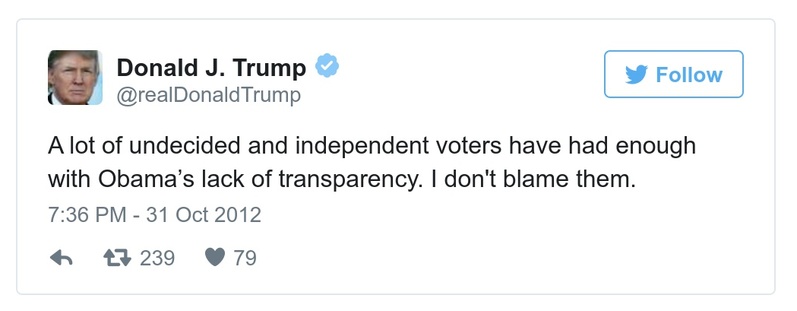 Donald J. Trump
@realDonaldTrump
Follow
A lot of undecided and independent voters have had enough
with Obama’s lack of transparency. I don't blame them.
7:36 PM - 31 Oct 2012
239 79